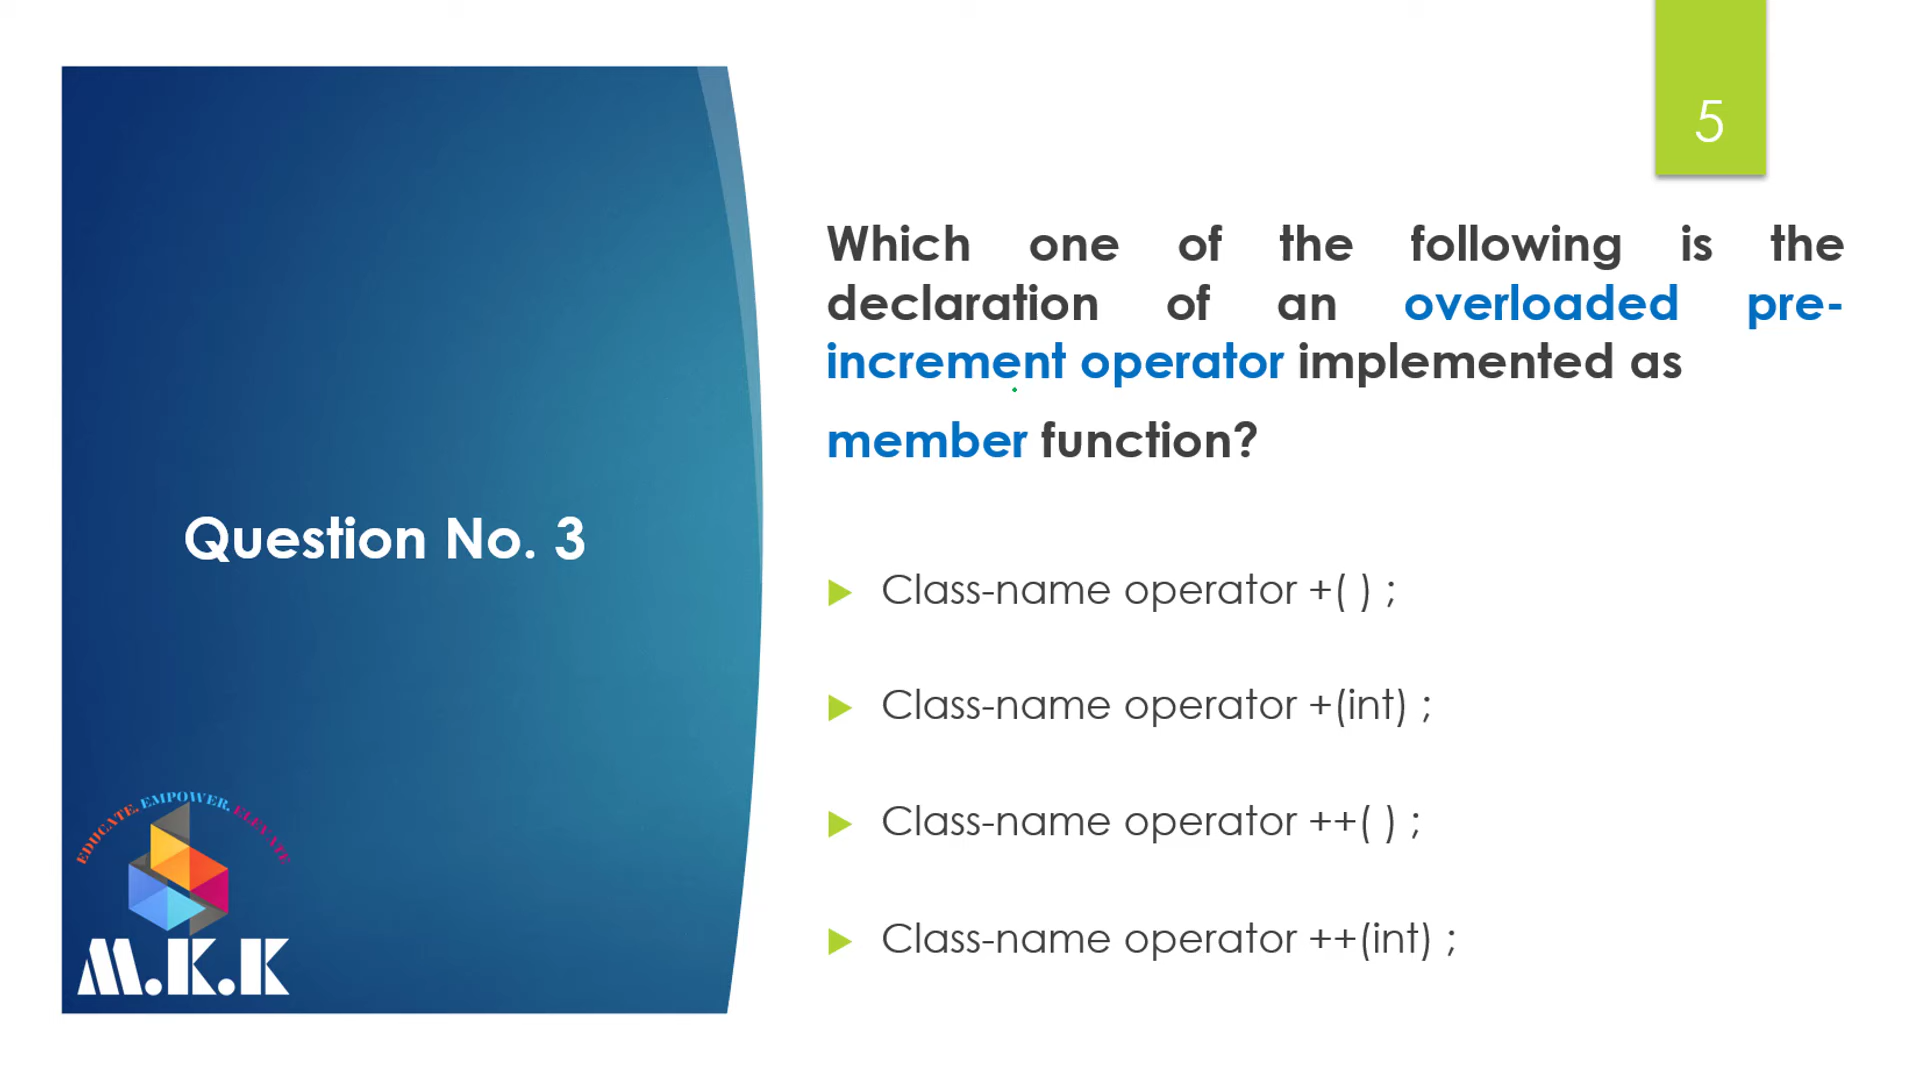 5
Which one of the following is the
declaration of an overloaded pre-
increment operator implemented as
member function?
Question No. 3
Class-name operator +( ) ;
Class-name operator +(int) ;
Class-name operator ++( ) ;
Class-name operator ++(int) ;
EDUCATE. EMPOWER. ELEVATE
M.K.K